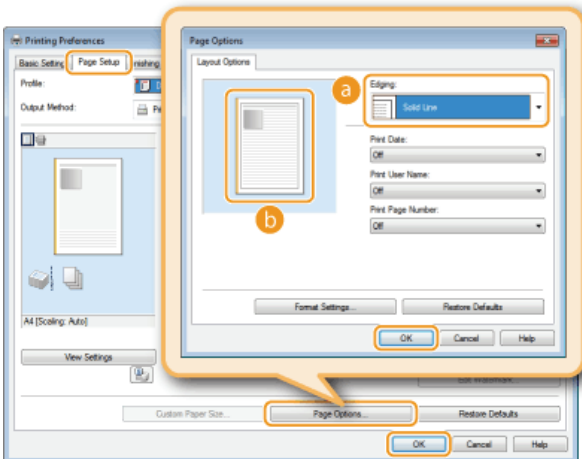 Printing Preferences
Basic Setting Page Setup
Profile:
Output Method:
A4 [Scaling: Auto]
View Settings
Custom Paper Size...
Page Options...
Restore Defaults
OK
Cancel
Help
Page Options
Layout Options
a
Edging:
Solid Line
Print Date:
Off
Print User Name:
Off
Print Page Number:
Off
b
Format Settings...
Restore Defaults
OK
Cancel
Help